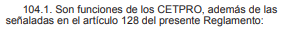 104.1. Son funciones de los CETPRO, además de las
señaladas en el artículo 128 del presente Reglamento: